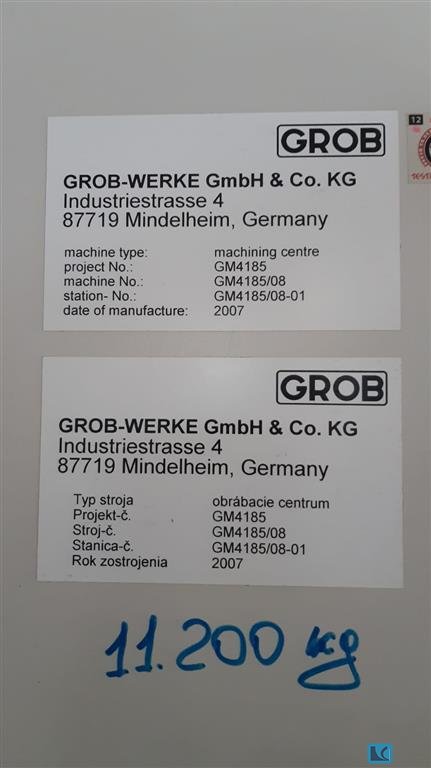 GROB
12
GROB-WERKE GmbH & Co. KG
Industriestrasse 4
87719 Mindelheim, Germany
machine type: machining centre
project No.: GM4185
machine No.: GM4185/08
station- No.: GM4185/08-01
date of manufacture: 2007
GROB
GROB-WERKE GmbH & Co. KG
Industriestrasse 4
87719 Mindelheim, Germany
Typ stroja obrábacie centrum
Projekt-č. GM4185
Stroj-č. GM4185/08
Stanica-č. GM4185/08-01
Rok zostrojenia 2007
11.200 kg